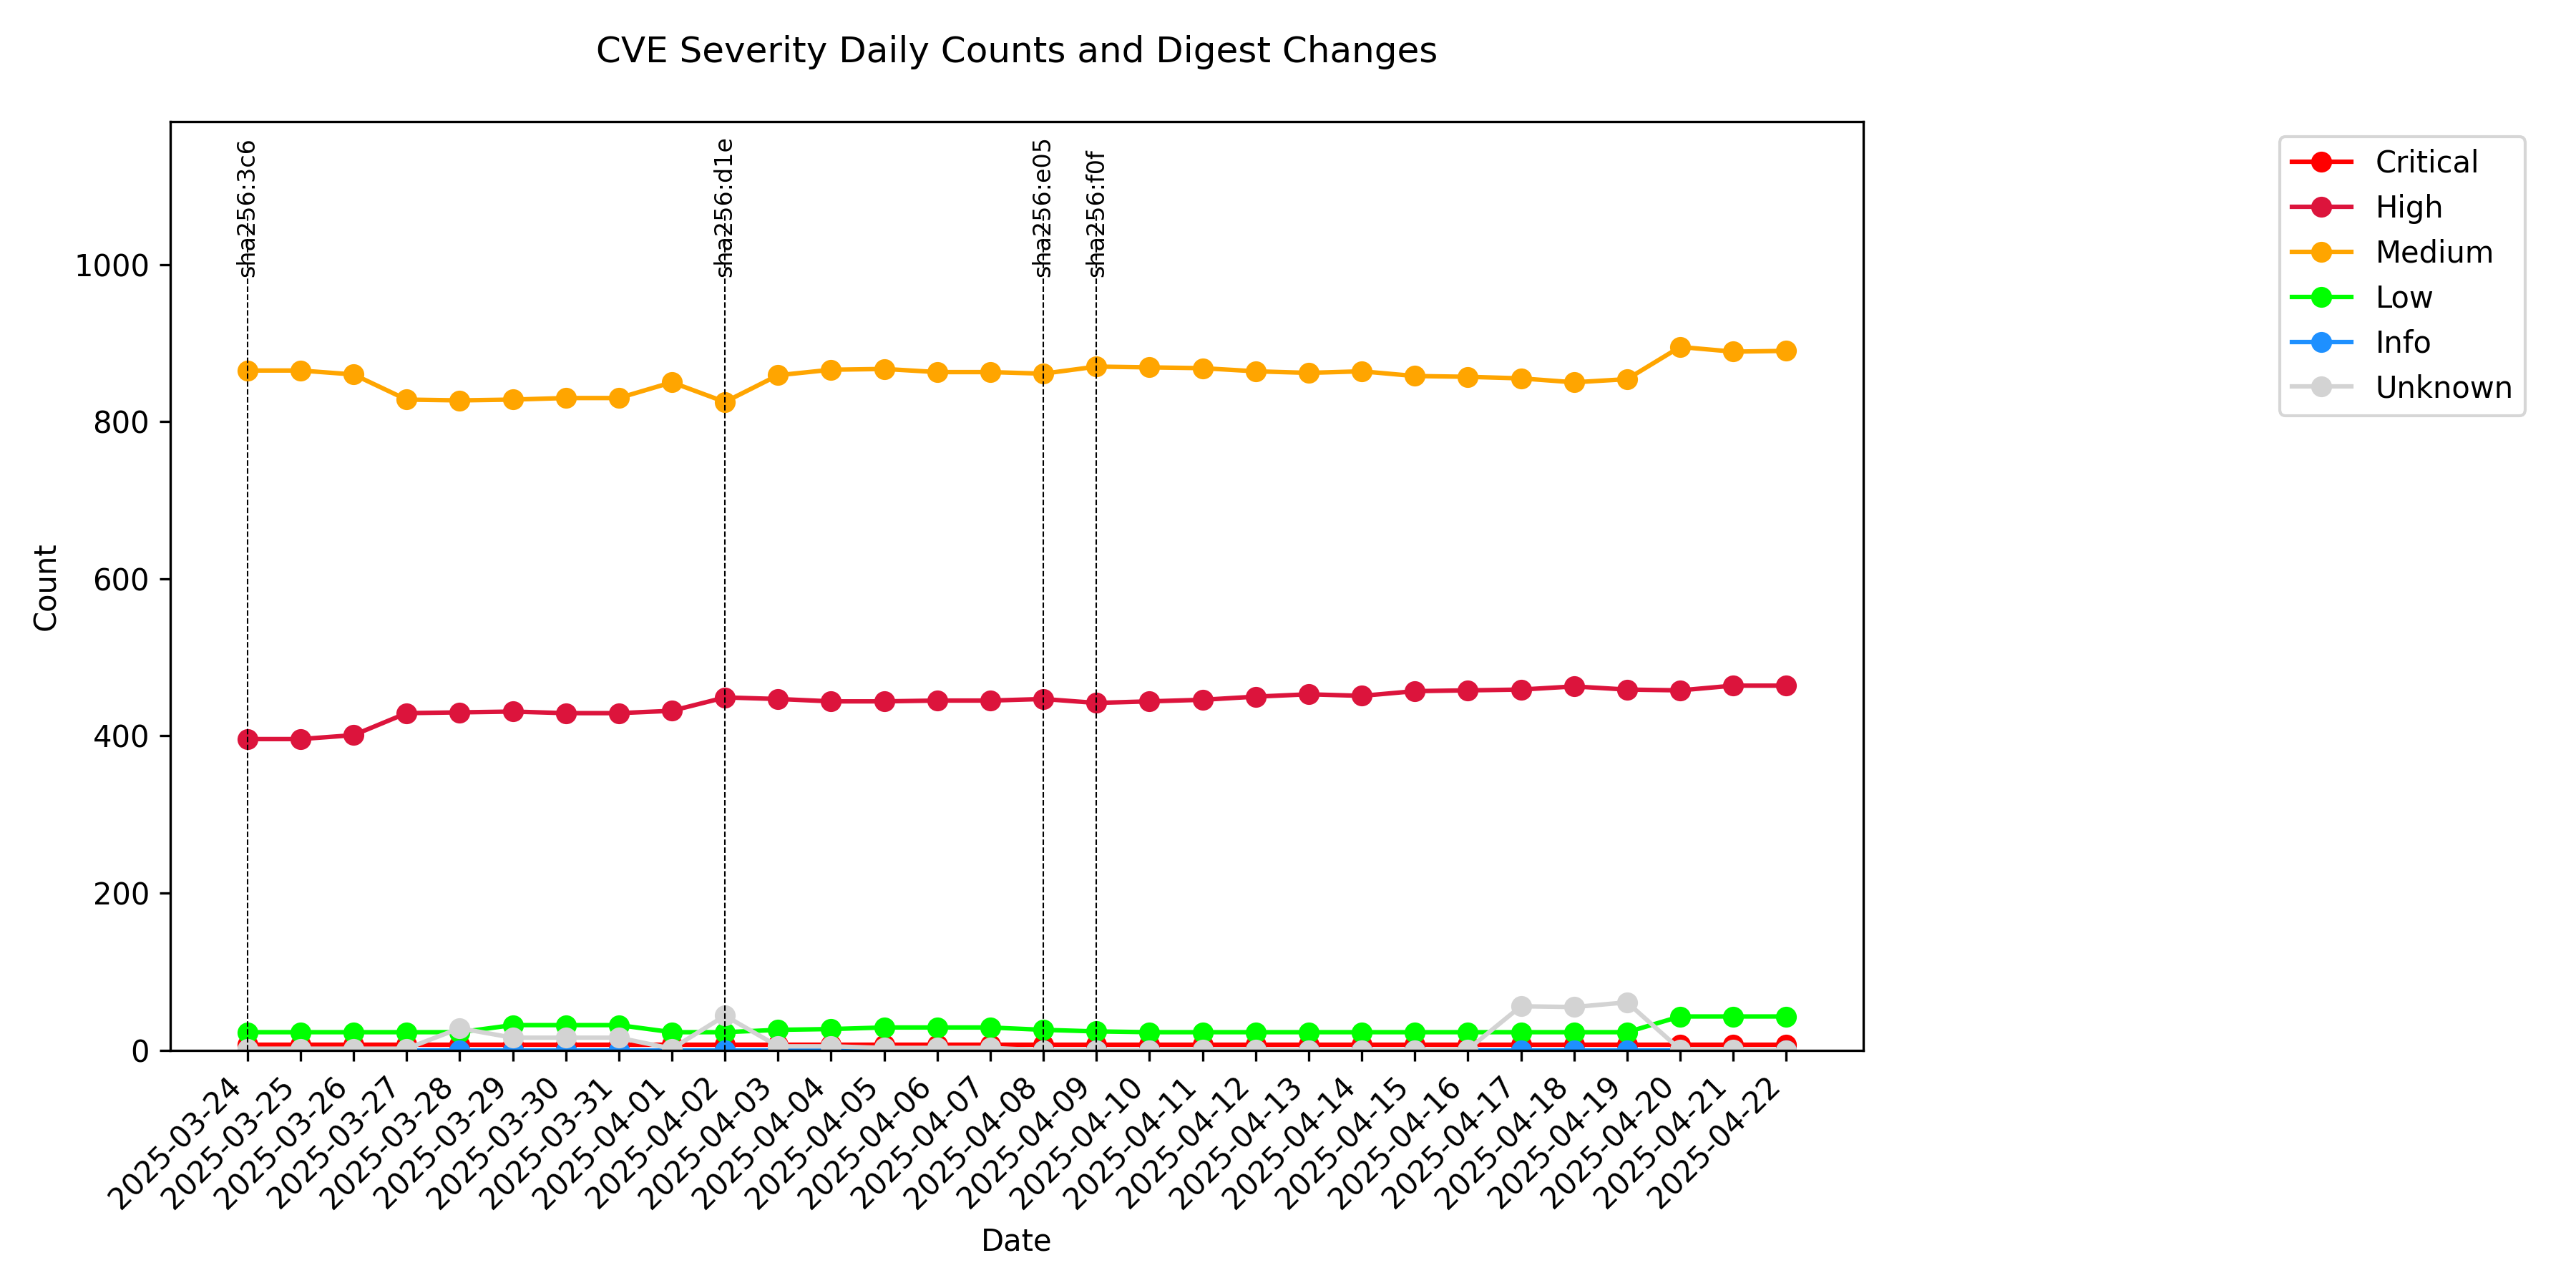 CVE Severity Daily Counts and Digest Changes
sha256:3c6
sha256:d1e
sha256:e05
sha256:f0f
Critical
High
Medium
Low
Info
Unknown
Count
1000
800
600
400
200
0
2025-03-24
2025-03-25
2025-03-26
2025-03-27
2025-03-28
2025-03-29
2025-03-30
2025-03-31
2025-04-01
2025-04-02
2025-04-03
2025-04-04
2025-04-05
2025-04-06
2025-04-07
2025-04-08
2025-04-09
2025-04-10
2025-04-11
2025-04-12
2025-04-13
2025-04-14
2025-04-15
2025-04-16
2025-04-17
2025-04-18
2025-04-19
2025-04-20
2025-04-21
2025-04-22
Date